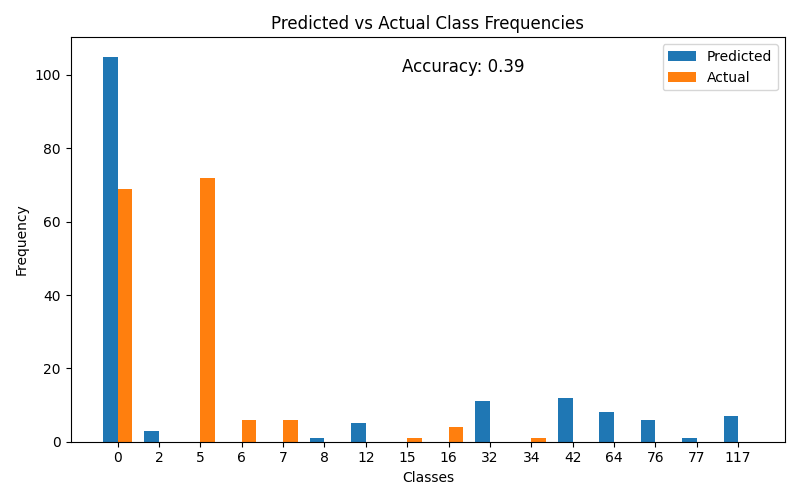 Predicted vs Actual Class Frequencies
Accuracy: 0.39
Predicted
Actual
Frequency
100
80
60
40
20
0
0 2 5 6 7 8 12 15 16 32 34 42 64 76 77 117
Classes